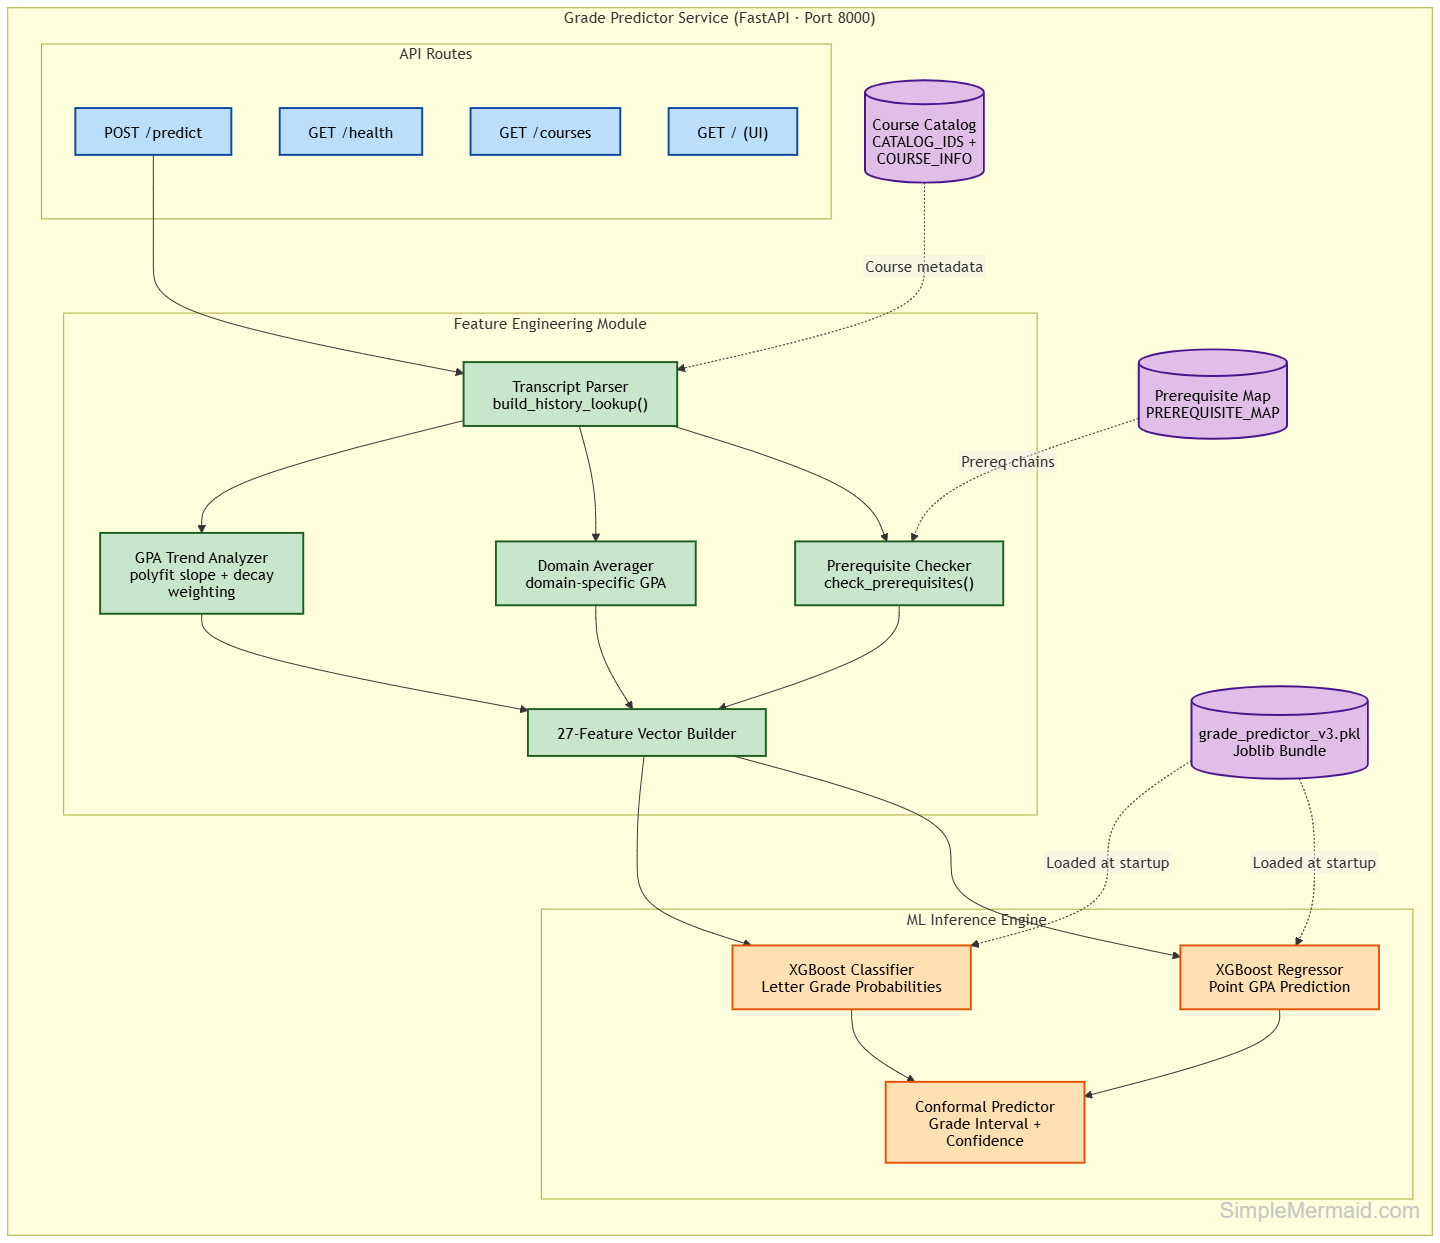 Grade Predictor Service (FastAPI · Port 8000)
API Routes
POST /predict
GET /health
GET /courses
GET / (UI)
Course Catalog
CATALOG_IDS +
COURSE_INFO
Course metadata
Feature Engineering Module
Transcript Parser
build_history_lookup()
Prerequisite Map
PREREQUISITE_MAP
Prereq chains
GPA Trend Analyzer
polyfit slope + decay
weighting
Domain Averager
domain-specific GPA
Prerequisite Checker
check_prerequisites()
27-Feature Vector Builder
grade_predictor_v3.pkl
Joblib Bundle
Loaded at startup
Loaded at startup
ML Inference Engine
XGBoost Classifier
Letter Grade Probabilities
XGBoost Regressor
Point GPA Prediction
Conformal Predictor
Grade Interval +
Confidence
SimpleMermaid.com